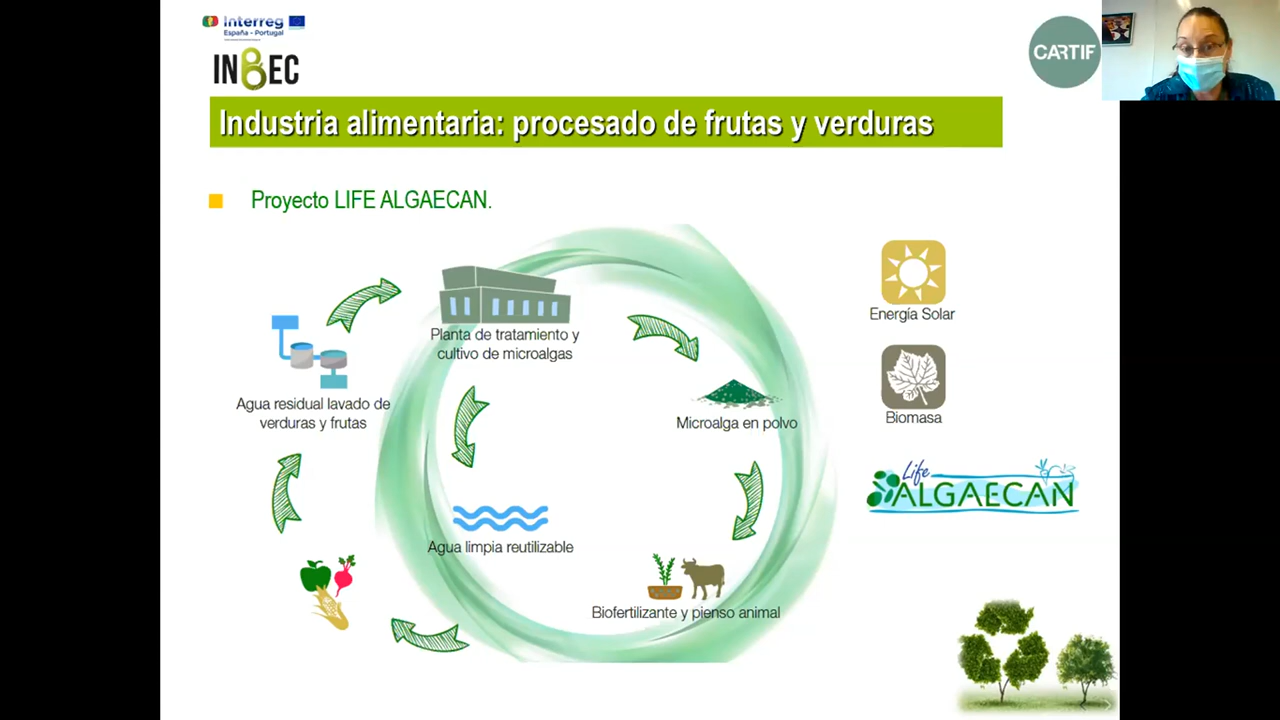 Interreg
España - Portugal
INBEC
CARTIF
Industria alimentaria: procesado de frutas y verduras
Proyecto LIFE ALGAECAN.
Planta de tratamiento y
cultivo de microalgas
Energía Solar
Agua residual lavado de
verduras y frutas
Microalga en polvo
Biomasa
Life
ALGAECAN
Agua limpia reutilizable
Biofertilizante y pienso animal